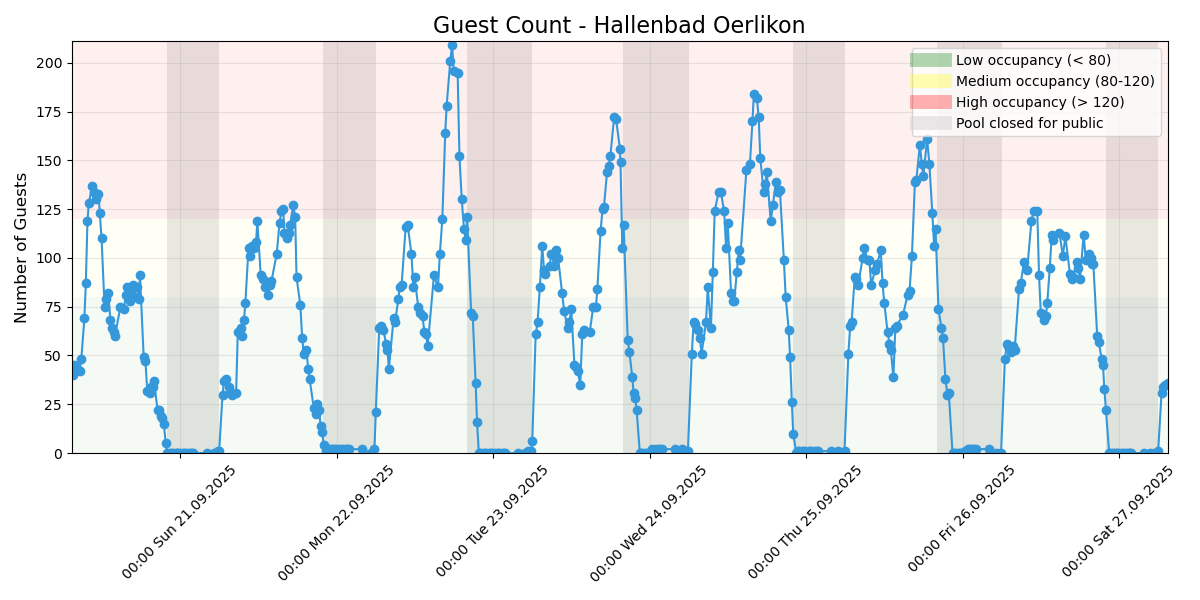 Guest Count - Hallenbad Oerlikon
Number of Guests
200
175
150
125
100
75
50
25
0
Low occupancy (< 80)
Medium occupancy (80-120)
High occupancy (> 120)
Pool closed for public
00:00 Sun 21.09.2025
00:00 Mon 22.09.2025
00:00 Tue 23.09.2025
00:00 Wed 24.09.2025
00:00 Thu 25.09.2025
00:00 Fri 26.09.2025
00:00 Sat 27.09.2025